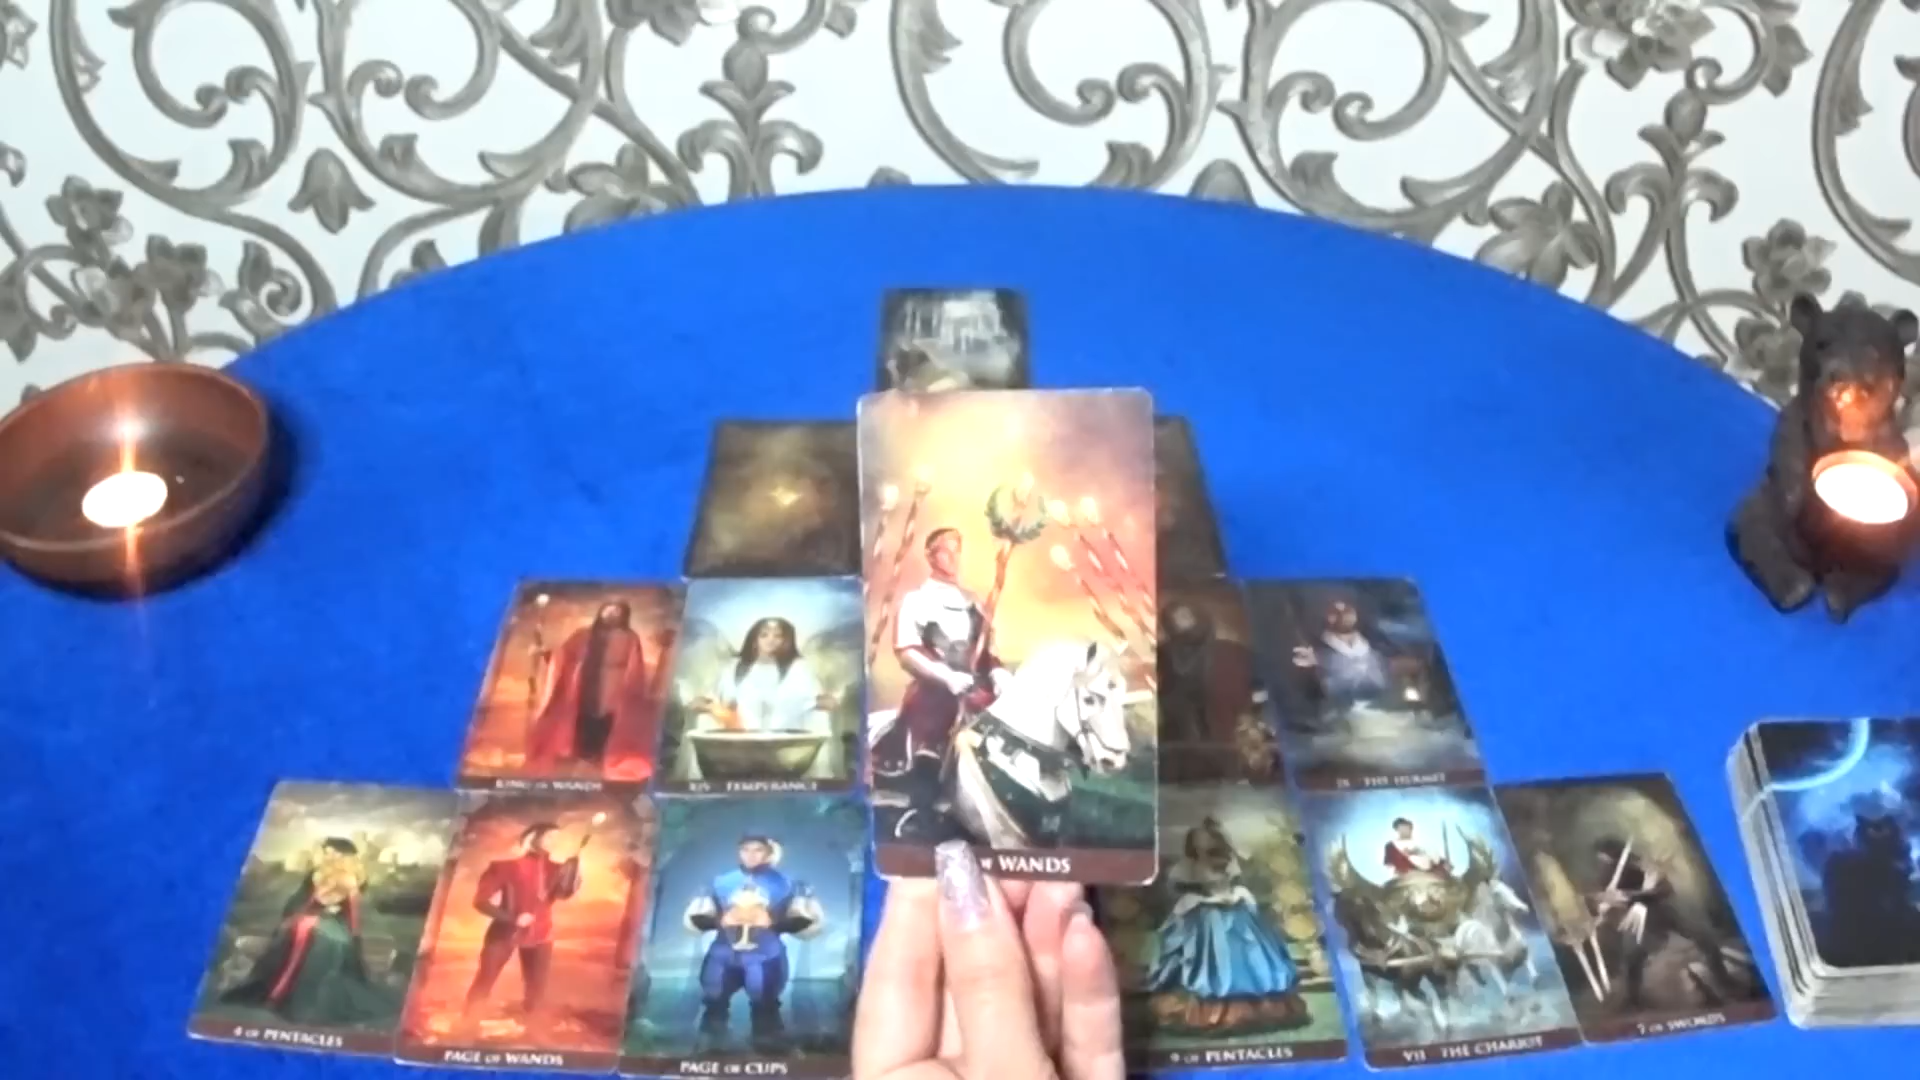 OF WANDS
KING OF WANDS
XIV TEMPERANCE
IX THE HERMIT
4 OF PENTACLES
PAGE OF WANDS
PAGE OF CUPS
9 OF PENTACLES
VII THE CHARIOT
7 OF SWORDS